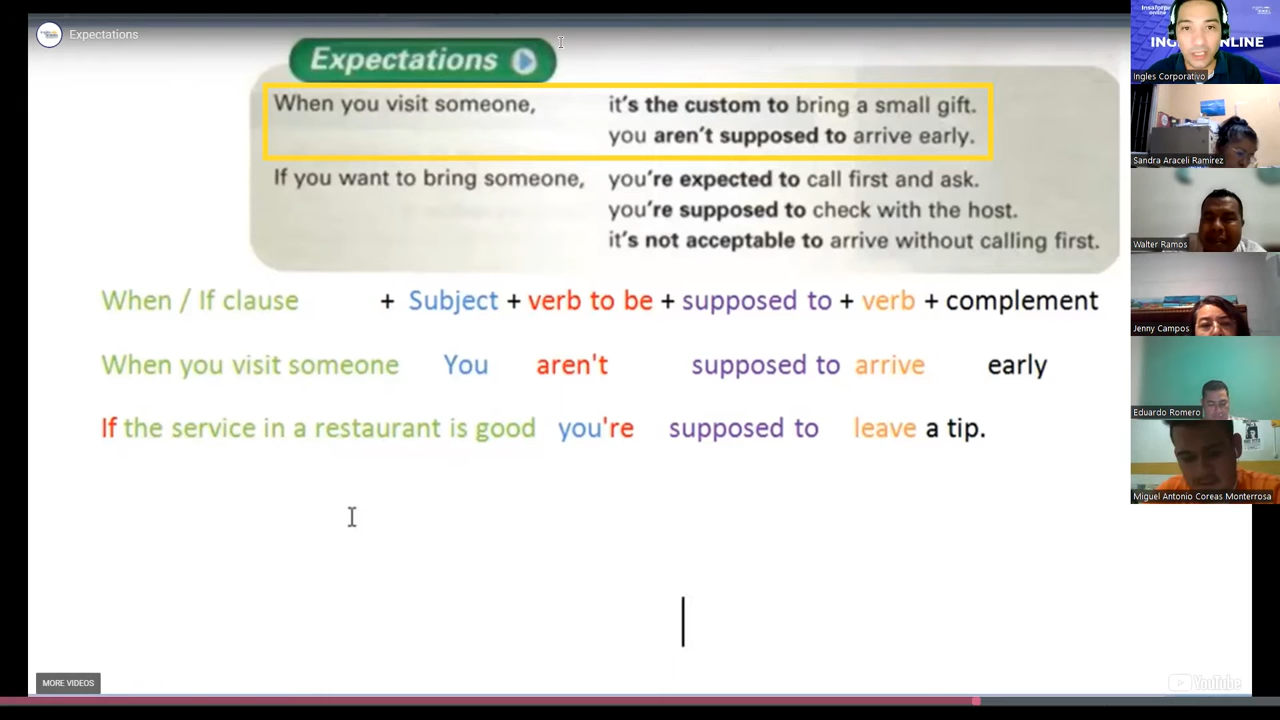 Expectations
Expectations
When you visit someone, it's the custom to bring a small gift.
you aren't supposed to arrive early.
If you want to bring someone, you're expected to call first and ask.
you're supposed to check with the host.
it's not acceptable to arrive without calling first.
When / If clause + Subject + verb to be + supposed to + verb + complement
When you visit someone You aren't supposed to arrive early
If the service in a restaurant is good you're supposed to leave a tip.
MORE VIDEOS
YouTube
Ingles Corporativo
Sandra Araceli Ramirez
Walter Ramos
Jenny Campos
Eduardo Romero
Miguel Antonio Coreas Monterrosa